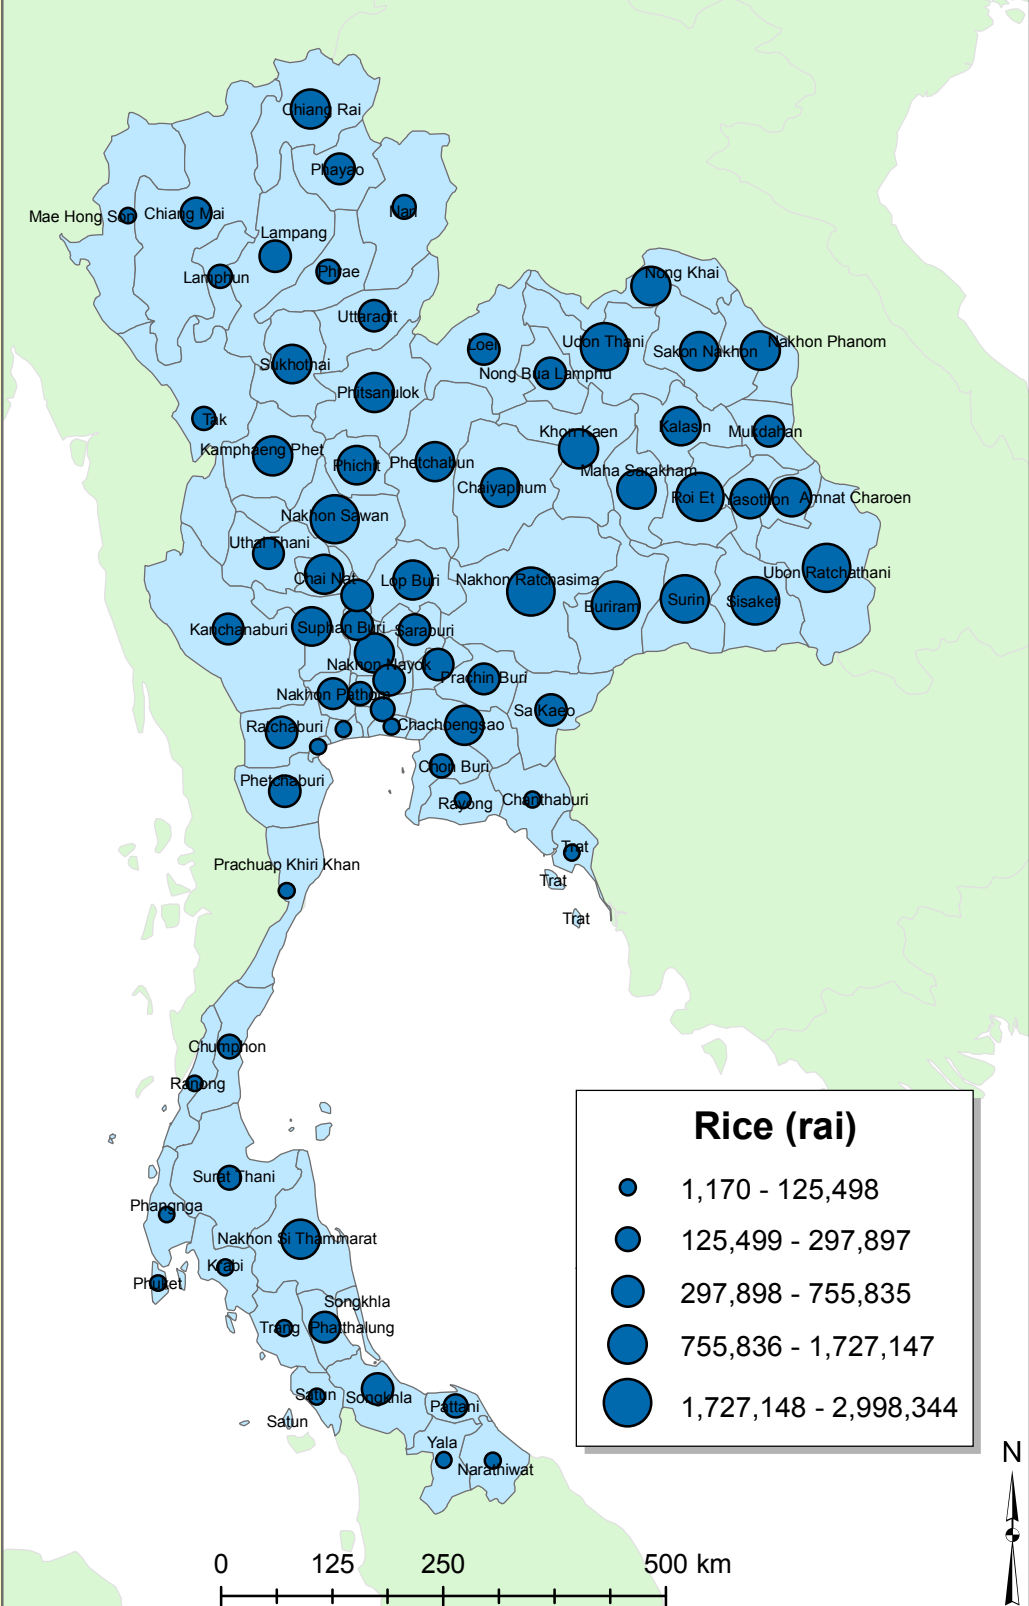 Chiang Rai
Phayao
Nan
Mae Hong Son
Chiang Mai
Lampang
Lamphun
Phrae
Nong Khai
Uttaradit
Loei
Udon Thani
Sakon Nakhon
Nakhon Phanom
Sukhothai
Nong Bua Lamphu
Phitsanulok
Tak
Kalasin
Mukdahan
Khon Kaen
Kamphaeng Phet
Phichit
Phetchabun
Maha Sarakham
Chaiyaphum
Roi Et
Yasothon
Amnat Charoen
Nakhon Sawan
Uthai Thani
Chai Nat
Lop Buri
Nakhon Ratchasima
Ubon Ratchathani
Buriram
Surin
Sisaket
Kanchanaburi
Suphan Buri
Saraburi
Nakhon Nayok
Prachin Buri
Nakhon Pathom
Sa Kaeo
Ratchaburi
Chachoengsao
Chon Buri
Phetchaburi
Rayong
Chanthaburi
Trat
Prachuap Khiri Khan
Trat
Trat
Chumphon
Ranong
Surat Thani
Phangnga
Nakhon Si Thammarat
Krabi
Phuket
Songkhla
Trang
Phatthalung
Satun
Songkhla
Pattani
Satun
Yala
Narathiwat
Rice (rai)
1,170 - 125,498
125,499 - 297,897
297,898 - 755,835
755,836 - 1,727,147
1,727,148 - 2,998,344
N
0 125 250 500 km